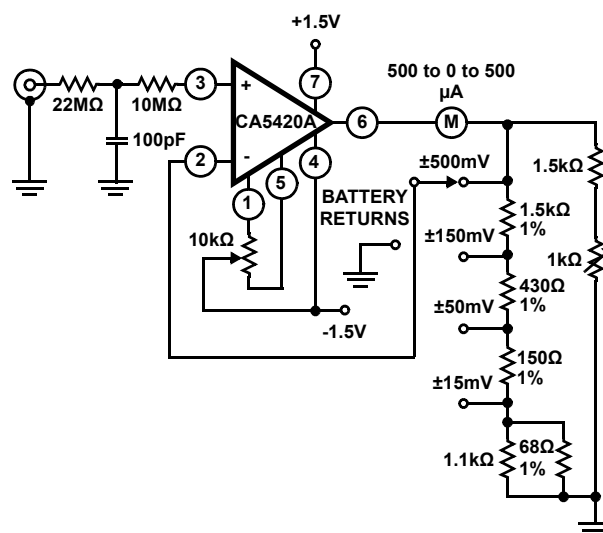 +1.5V
500 to 0 to 500
µA
22MΩ
10MΩ
3
7
+
CA5420A
6
M
100pF
2
-
4
±500mV
1.5kΩ
5
BATTERY
RETURNS
1
1.5kΩ
1%
10kΩ
±150mV
1kΩ
430Ω
1%
-1.5V
±50mV
150Ω
1%
±15mV
1.1kΩ
68Ω
1%